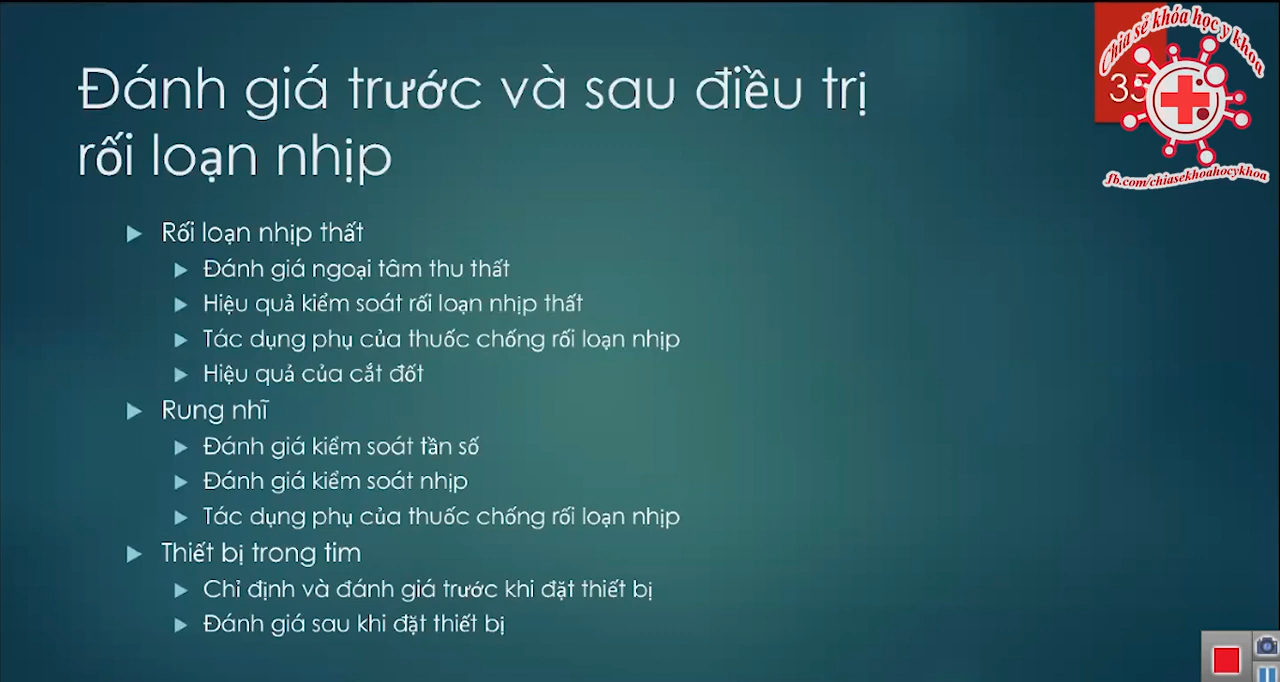 Đánh giá trước và sau điều trị
rối loạn nhịp
35
Chia sẻ khóa học y khoa
fb.com/chiasekhoahocykhoa
Rối loạn nhịp thất
Đánh giá ngoại tâm thu thất
Hiệu quả kiểm soát rối loạn nhịp thất
Tác dụng phụ của thuốc chống rối loạn nhịp
Hiệu quả của cắt đốt
Rung nhĩ
Đánh giá kiểm soát tần số
Đánh giá kiểm soát nhịp
Tác dụng phụ của thuốc chống rối loạn nhịp
Thiết bị trong tim
Chỉ định và đánh giá trước khi đặt thiết bị
Đánh giá sau khi đặt thiết bị